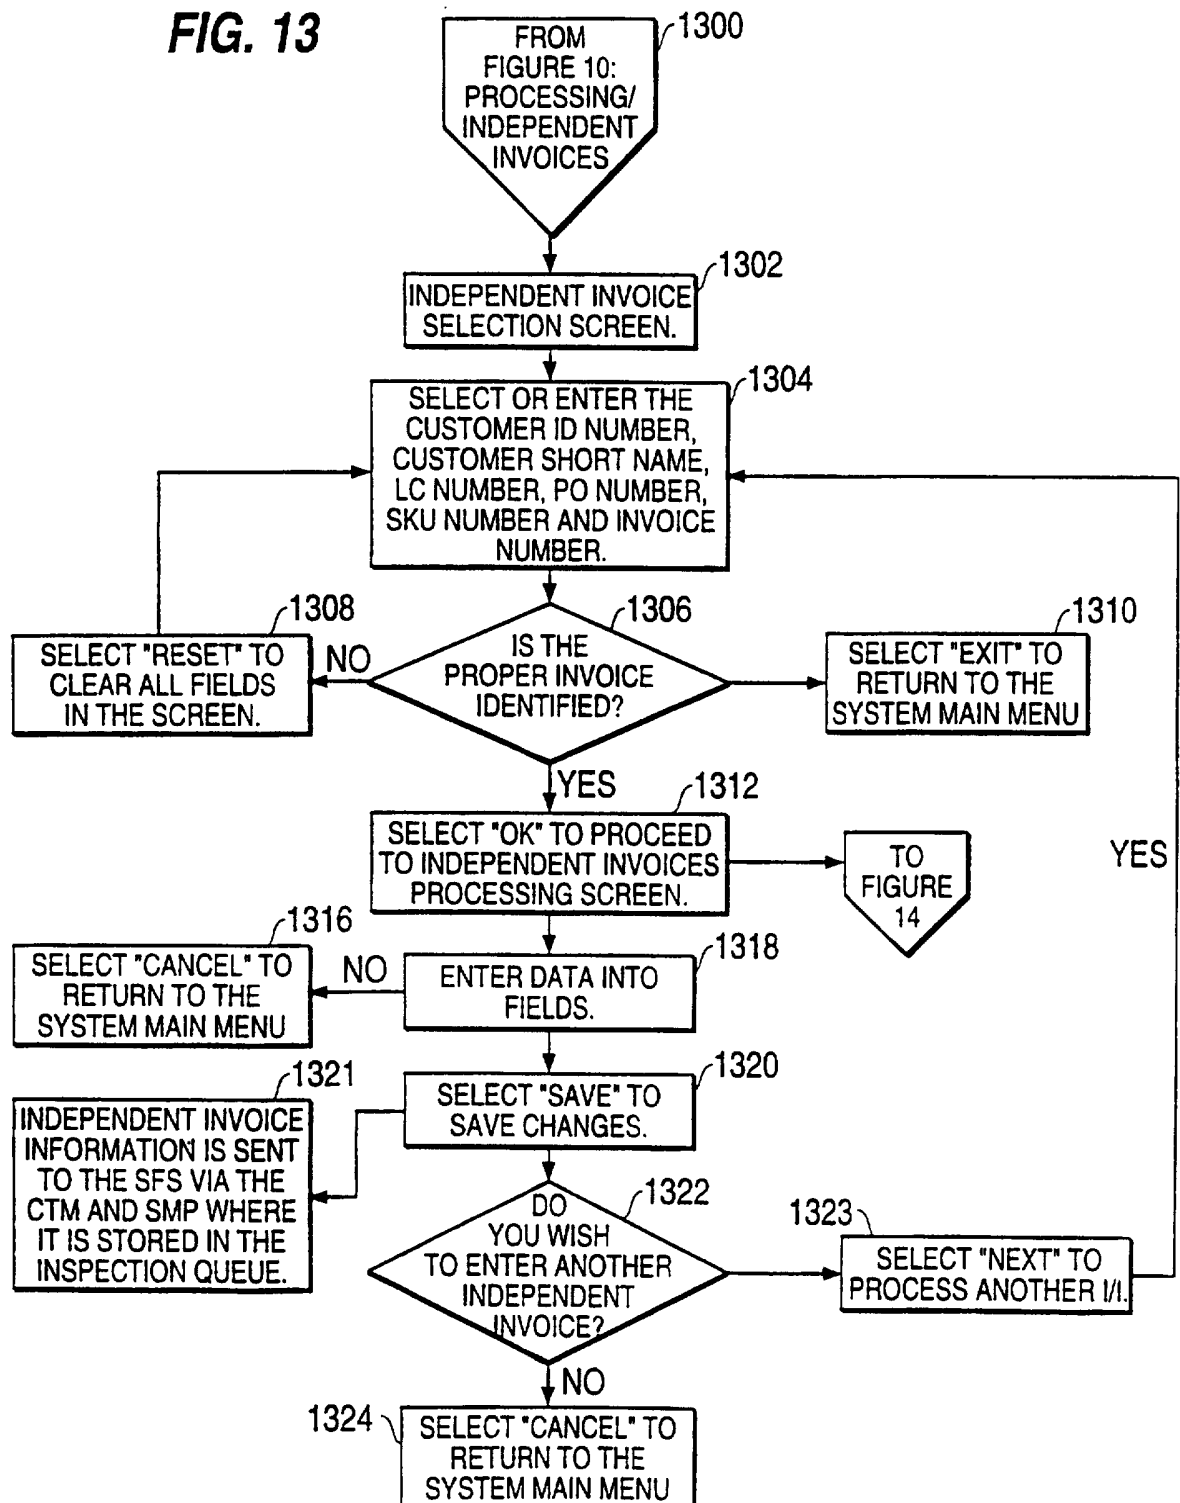 FIG. 13
1300
FROM
FIGURE 10:
PROCESSING/
INDEPENDENT
INVOICES
1302
INDEPENDENT INVOICE
SELECTION SCREEN.
1304
SELECT OR ENTER THE
CUSTOMER ID NUMBER,
CUSTOMER SHORT NAME,
LC NUMBER, PO NUMBER,
SKU NUMBER AND INVOICE
NUMBER.
1306
IS THE
PROPER INVOICE
IDENTIFIED?
NO
1308
SELECT "RESET" TO
CLEAR ALL FIELDS
IN THE SCREEN.
1310
SELECT "EXIT" TO
RETURN TO THE
SYSTEM MAIN MENU
YES
1312
SELECT "OK" TO PROCEED
TO INDEPENDENT INVOICES
PROCESSING SCREEN.
TO
FIGURE
14
YES
1316
SELECT "CANCEL" TO
RETURN TO THE
SYSTEM MAIN MENU
NO
1318
ENTER DATA INTO
FIELDS.
1320
SELECT "SAVE" TO
SAVE CHANGES.
1321
INDEPENDENT INVOICE
INFORMATION IS SENT
TO THE SFS VIA THE
CTM AND SMP WHERE
IT IS STORED IN THE
INSPECTION QUEUE.
1322
DO
YOU WISH
TO ENTER ANOTHER
INDEPENDENT
INVOICE?
1323
SELECT "NEXT" TO
PROCESS ANOTHER I/I.
NO
1324
SELECT "CANCEL" TO
RETURN TO THE
SYSTEM MAIN MENU